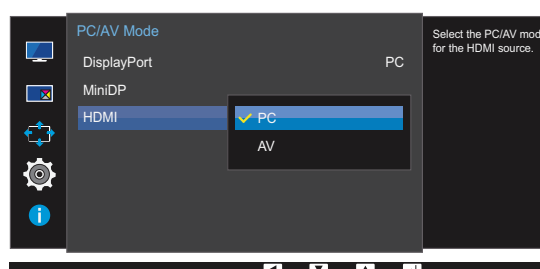 PC/AV Mode
DisplayPort PC
MiniDP
HDMI
PC
AV
Select the PC/AV mod
for the HDMI source.